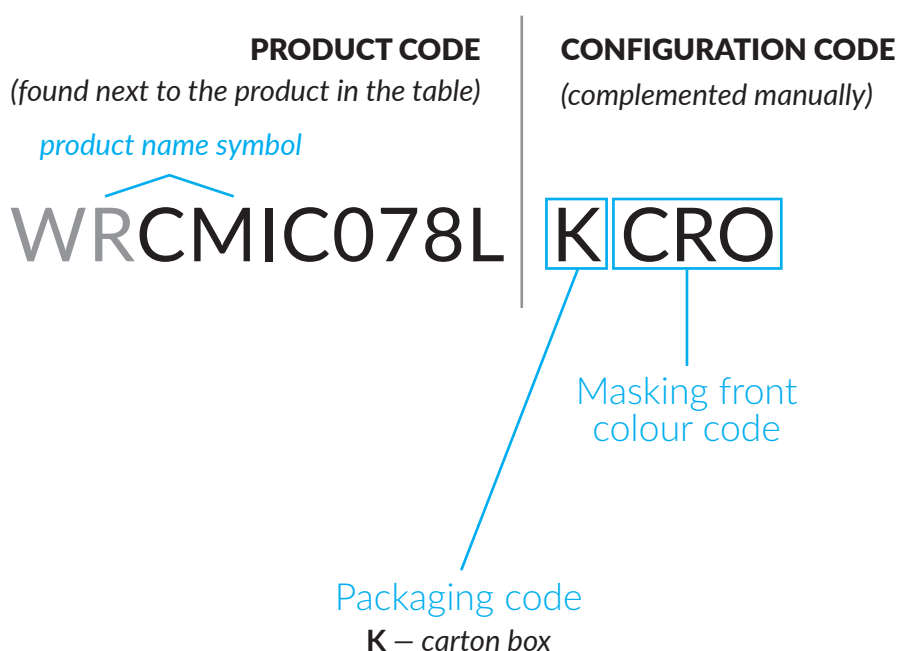 PRODUCT CODE
(found next to the product in the table)
product name symbol
WRCMIC078L
CONFIGURATION CODE
(complemented manually)
K CRO
Masking front
colour code
Packaging code
K – carton box